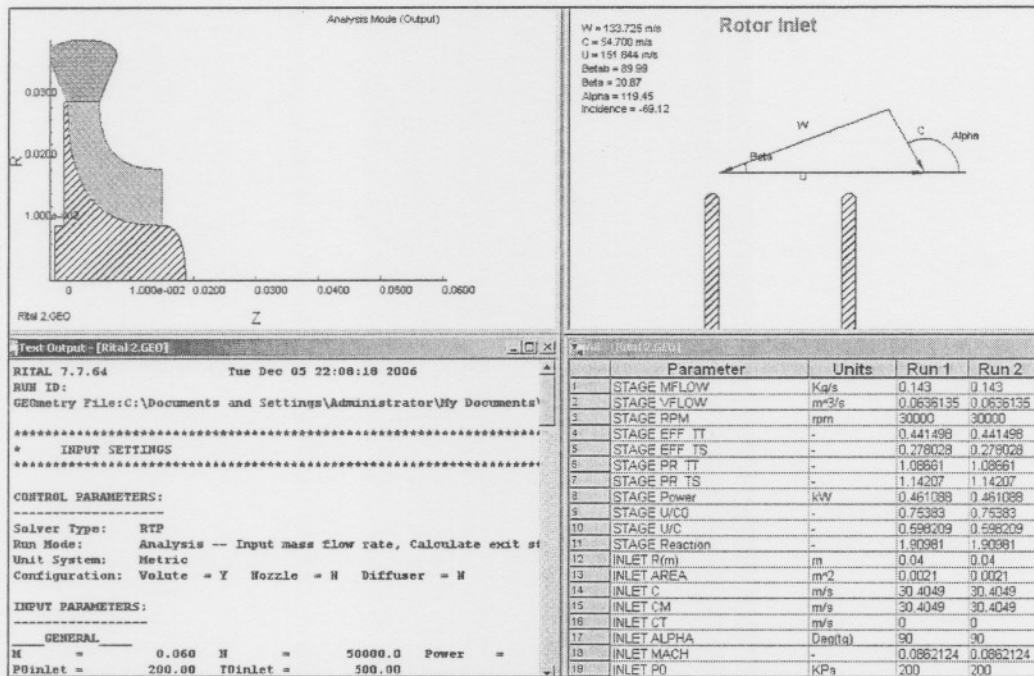 Analysis Mode (Output)
0.0300
0.0200
R
1.000e-002
0
1.000e-002
0.0200
0.0300
0.0400
0.0500
0.0600
Z
Rital 2.GEO
Rotor Inlet
W = 133.725 m/s
C = 54.700 m/s
U = 151.844 m/s
Betab = 89.99
Beta = 20.87
Alpha = 119.45
Incidence = -69.12
W
C
Alpha
Beta
U
Text Output - [Rital 2.GEO]
RITAL 7.7.64 Tue Dec 05 22:08:18 2006
RUN ID:
GEOmetry File:C:\Documents and Settings\Administrator\My Documents\
* INPUT SETTINGS
CONTROL PARAMETERS:
Solver Type: RTP
Run Mode: Analysis -- Input mass flow rate, Calculate exit st
Unit System: Metric
Configuration: Volute = Y Nozzle = N Diffuser = N
INPUT PARAMETERS:
____GENERAL____
M = 0.060 N = 50000.0 Power =
P0inlet = 200.00 T0inlet = 500.00
[Rital 2.GEO]
Parameter Units Run 1 Run 2
1 STAGE MFLOW Kg/s 0.143 0.143
2 STAGE VFLOW m^3/s 0.0636135 0.0636135
3 STAGE RPM rpm 30000 30000
4 STAGE EFF_TT - 0.441498 0.441498
5 STAGE EFF_TS - 0.278028 0.278028
6 STAGE PR_TT - 1.08661 1.08661
7 STAGE PR_TS - 1.14207 1.14207
8 STAGE Power kW 0.461088 0.461088
9 STAGE U/C0 - 0.75383 0.75383
10 STAGE U/C - 0.598209 0.598209
11 STAGE Reaction - 1.90981 1.90981
12 INLET R(m) m 0.04 0.04
13 INLET AREA m^2 0.0021 0.0021
14 INLET C m/s 30.4049 30.4049
15 INLET CM m/s 30.4049 30.4049
16 INLET CT m/s 0 0
17 INLET ALPHA Deg(tg) 90 90
18 INLET MACH - 0.0862124 0.0862124
19 INLET P0 KPa 200 200